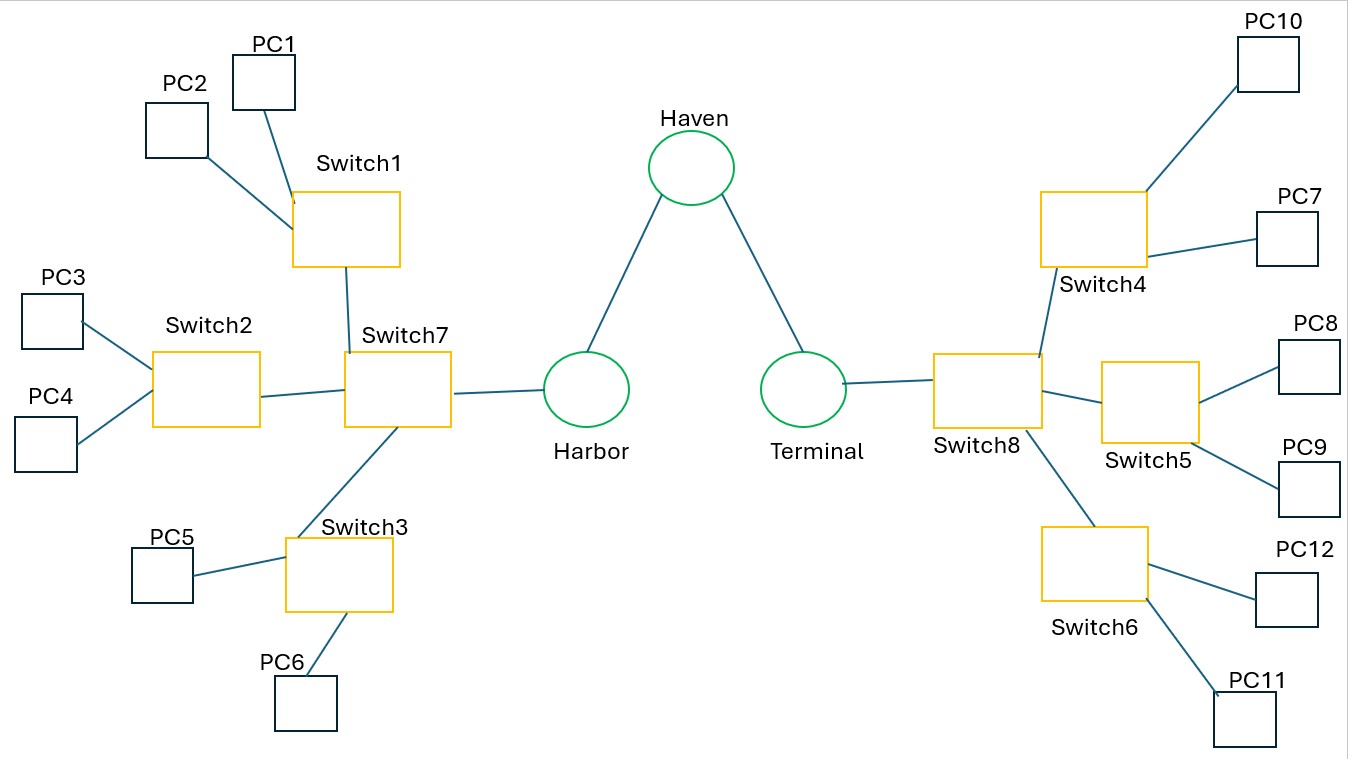 PC10
PC1
PC2
Haven
Switch1
PC7
PC3
Switch4
Switch2
Switch7
PC8
PC4
Harbor
Terminal
Switch8
PC9
Switch5
Switch3
PC5
PC12
Switch6
PC6
PC11